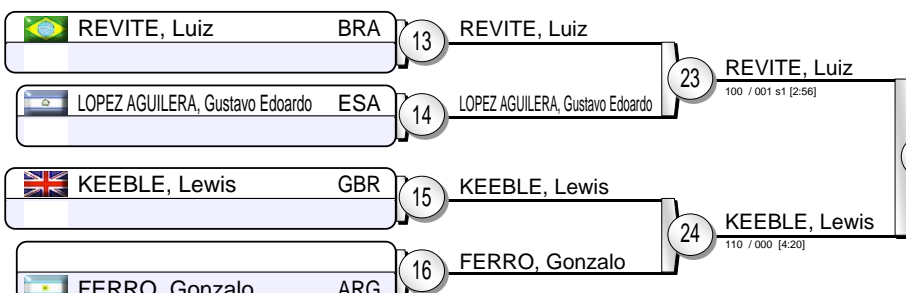 REVITE, Luiz BRA
13
REVITE, Luiz
LOPEZ AGUILERA, Gustavo Edoardo ESA
14
LOPEZ AGUILERA, Gustavo Edoardo
23
REVITE, Luiz
100 / 001 s1 [2:56]
KEEBLE, Lewis GBR
15
KEEBLE, Lewis
FERRO, Gonzalo ARG
16
FERRO, Gonzalo
24
KEEBLE, Lewis
110 / 000 [4:20]